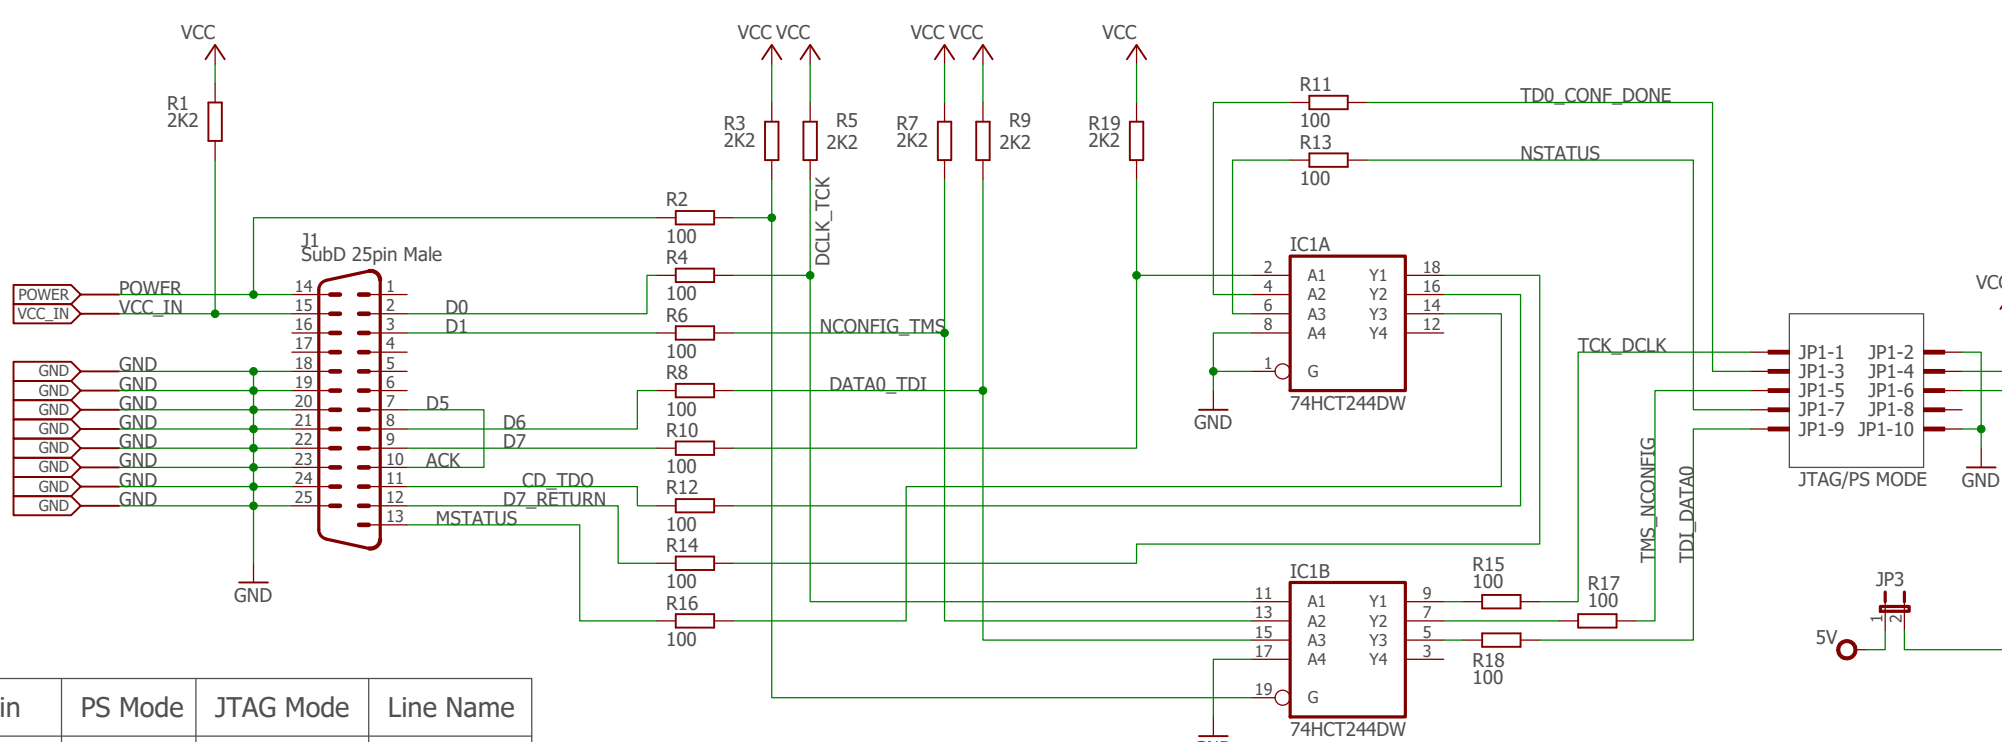 VCC
VCC VCC
VCC VCC
VCC
R1
2K2
R3
2K2
R5
2K2
R7
2K2
R9
2K2
R19
2K2
R11
100
TD0_CONF_DONE
R13
100
NSTATUS
DCLK_TCK
R2
100
R4
100
R6
100
R8
100
R10
100
R12
100
R14
100
R16
100
J1
SubD 25pin Male
POWER POWER 14 1
VCC_IN VCC_IN 15 2 D0
16 3 D1
17 4
GND GND 18 5
GND GND 19 6
GND GND 20 7 D5
GND GND 21 8 D6
GND GND 22 9 D7
GND GND 23 10 ACK
GND GND 24 11 CD_TDO
GND GND 25 12 D7_RETURN
13 MSTATUS
GND
NCONFIG_TMS
DATA0_TDI
IC1A
2 A1 Y1 18
4 A2 Y2 16
6 A3 Y3 14
8 A4 Y4 12
1 G
74HCT244DW
GND
IC1B
11 A1 Y1 9
13 A2 Y2 7
15 A3 Y3 5
17 A4 Y4 3
19 G
74HCT244DW
R15
100
R17
100
R18
100
TCK_DCLK
TMS_NCONFIG
TDI_DATA0
JP1-1 JP1-2
JP1-3 JP1-4
JP1-5 JP1-6
JP1-7 JP1-8
JP1-9 JP1-10
JTAG/PS MODE
GND
JP3
1 2
5V
PS Mode JTAG Mode Line Name